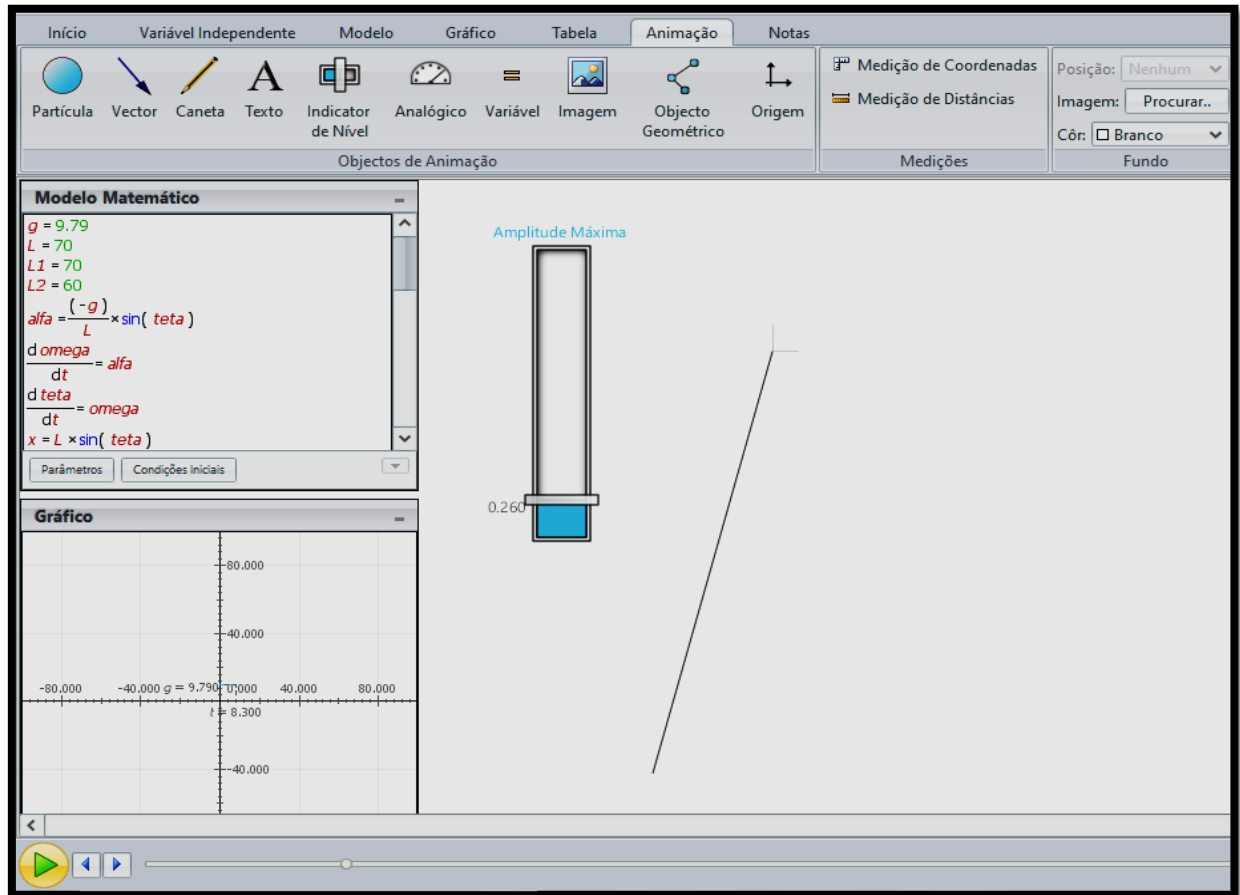 Início Variável Independente Modelo Gráfico Tabela Animação Notas
Partícula Vector Caneta Texto Indicator de Nível Analógico Variável Imagem Objecto Geométrico Origem
Objectos de Animação
Medição de Coordenadas
Medição de Distâncias
Medições
Posição: Nenhum
Imagem: Procurar..
Côr: Branco
Fundo
Modelo Matemático
g = 9.79
L = 70
L1 = 70
L2 = 60
alfa = (-g)/L × sin( teta )
d omega/dt = alfa
d teta/dt = omega
x = L × sin( teta )
Parâmetros Condições Iniciais
Gráfico
80.000
40.000
-80.000 -40.000 g = 9.790 0.000 40.000 80.000
t = 8.300
-40.000
Amplitude Máxima
0.260